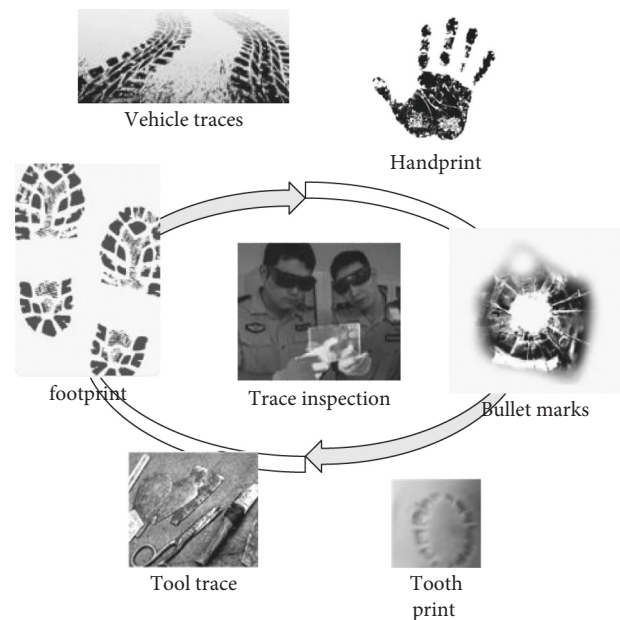 Vehicle traces
Handprint
footprint
Trace inspection
Bullet marks
Tool trace
Tooth
print